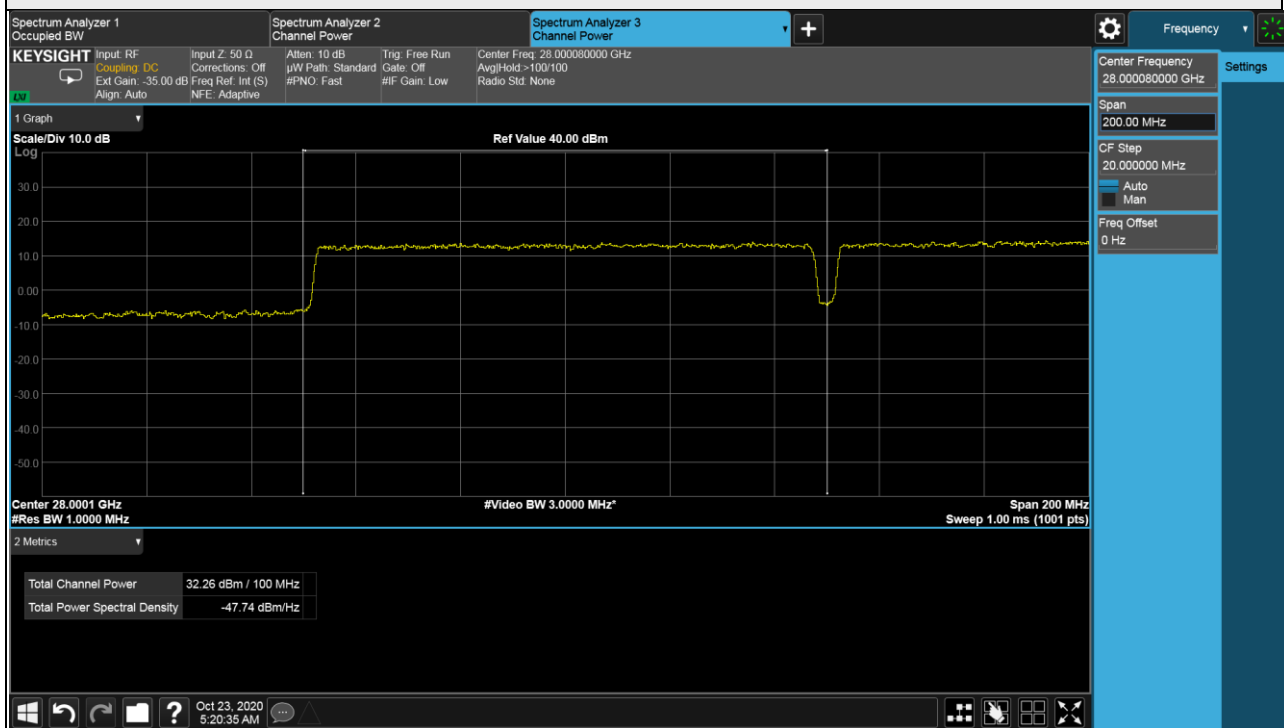 Spectrum Analyzer 1
Occupied BW
Spectrum Analyzer 2
Channel Power
Spectrum Analyzer 3
Channel Power
Frequency
KEYSIGHT
Input: RF
Coupling: DC
Ext Gain: -35.00 dB
Align: Auto
Input Z: 50 Ω
Corrections: Off
Freq Ref: Int (S)
NFE: Adaptive
Atten: 10 dB
µW Path: Standard
#PNO: Fast
Trig: Free Run
Gate: Off
#IF Gain: Low
Center Freq: 28.000080000 GHz
Avg|Hold:>100/100
Radio Std: None
LXI
Center Frequency
28.000080000 GHz
Settings
Span
200.00 MHz
CF Step
20.000000 MHz
Auto
Man
Freq Offset
0 Hz
1 Graph
Scale/Div 10.0 dB
Ref Value 40.00 dBm
Log
30.0
20.0
10.0
0.00
-10.0
-20.0
-30.0
-40.0
-50.0
Center 28.0001 GHz
#Video BW 3.0000 MHz*
Span 200 MHz
#Res BW 1.0000 MHz
Sweep 1.00 ms (1001 pts)
2 Metrics
Total Channel Power 32.26 dBm / 100 MHz
Total Power Spectral Density -47.74 dBm/Hz
?
Oct 23, 2020
5:20:35 AM